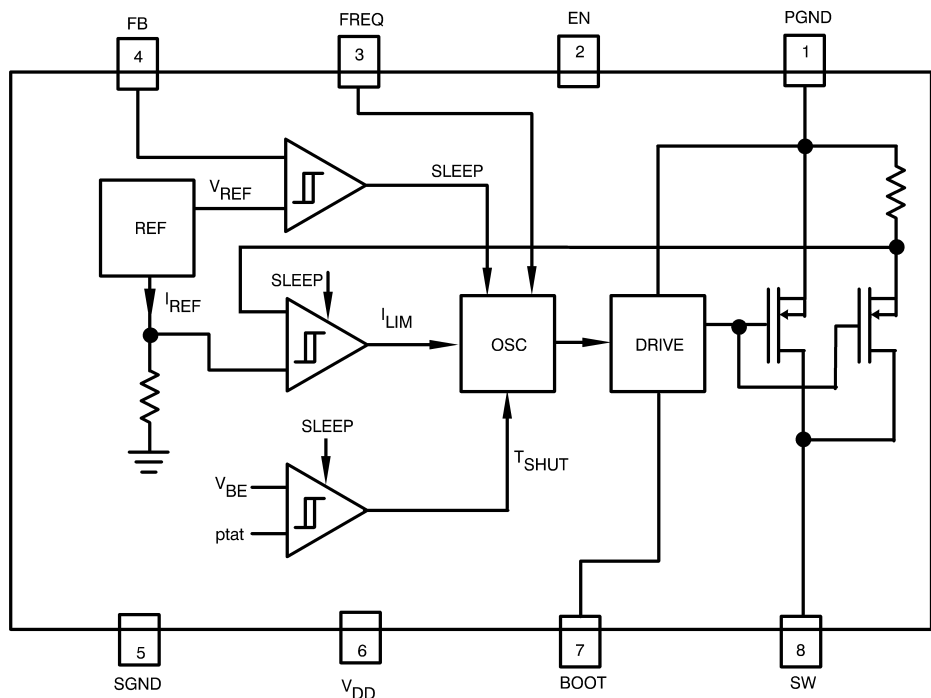 FB FREQ EN PGND
4 3 2 1
SLEEP
VREF
REF
SLEEP
IREF
ILIM
OSC DRIVE
SLEEP
TSHUT
VBE
ptat
5 6 7 8
SGND VDD BOOT SW